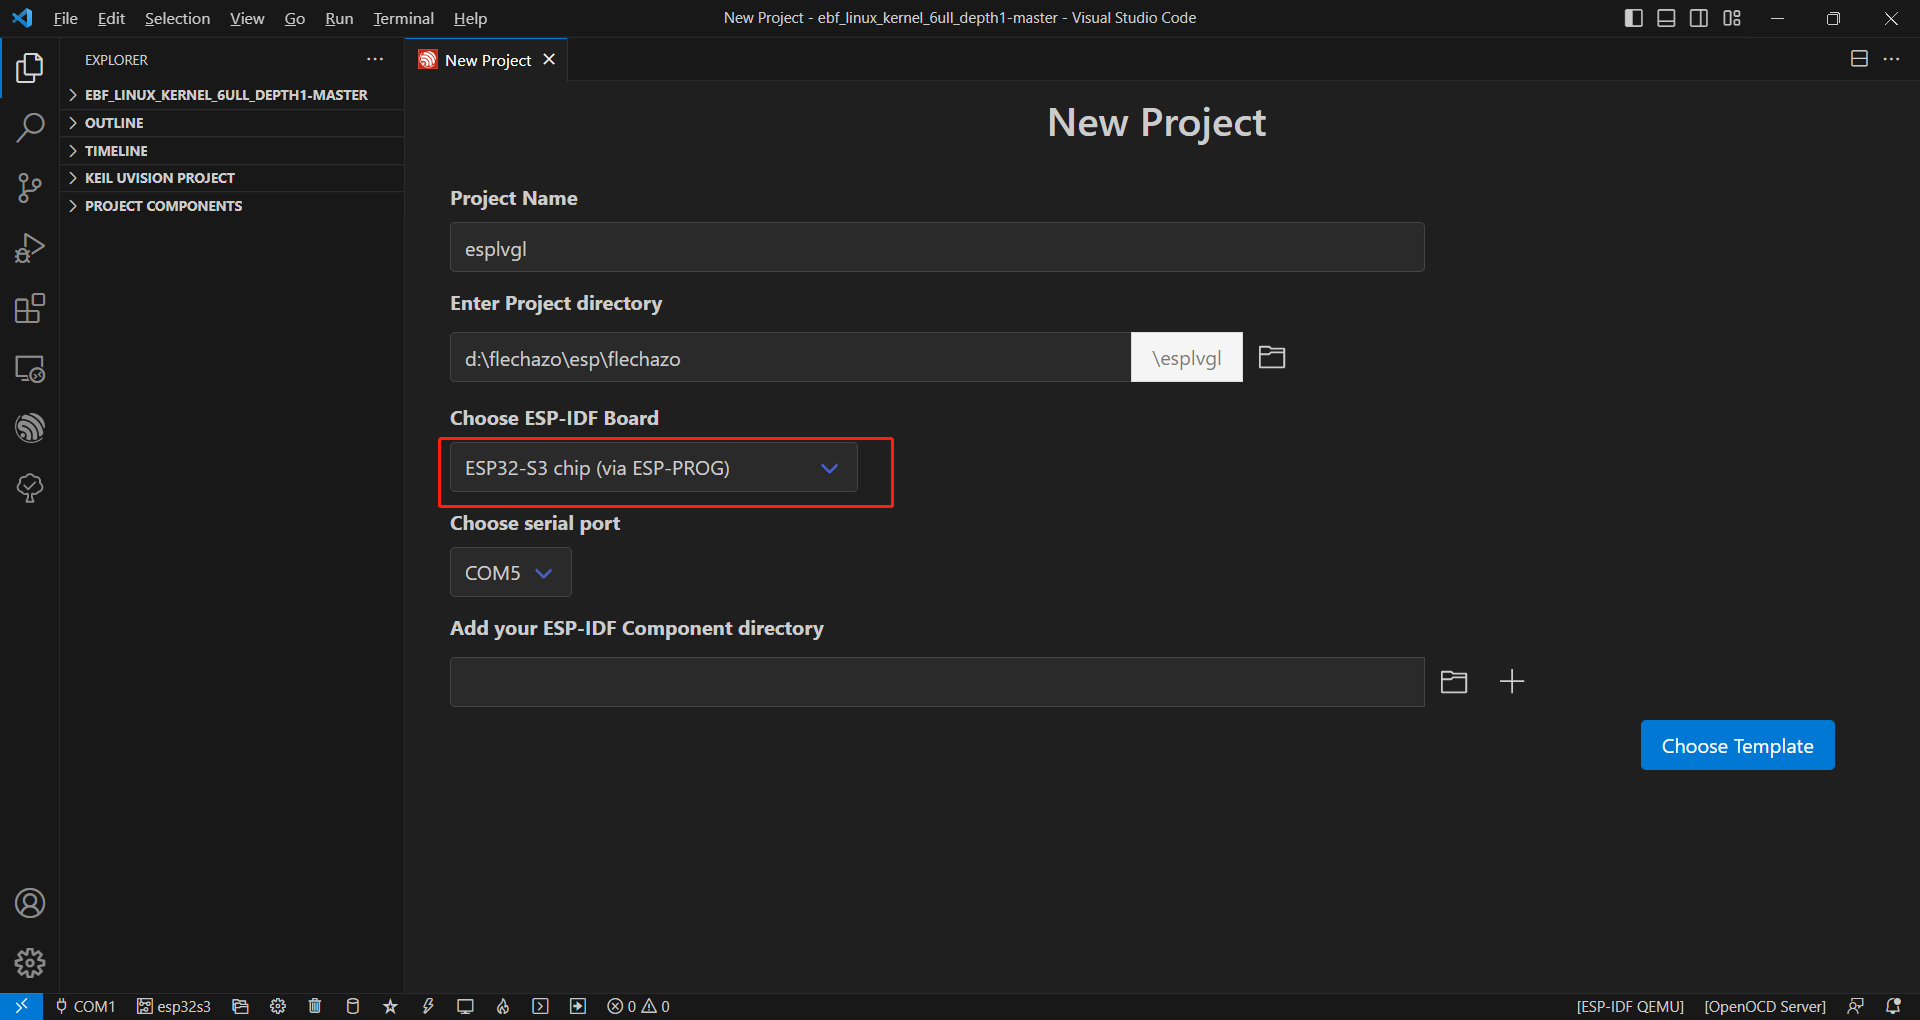 File Edit Selection View Go Run Terminal Help
New Project - ebf_linux_kernel_6ull_depth1-master - Visual Studio Code
EXPLORER
New Project
EBF_LINUX_KERNEL_6ULL_DEPTH1-MASTER
OUTLINE
TIMELINE
KEIL UVISION PROJECT
PROJECT COMPONENTS
New Project
Project Name
esplvgl
Enter Project directory
d:\flechazo\esp\flechazo
\esplvgl
Choose ESP-IDF Board
ESP32-S3 chip (via ESP-PROG)
Choose serial port
COM5
Add your ESP-IDF Component directory
Choose Template
COM1 esp32s3 0 0 [ESP-IDF QEMU] [OpenOCD Server]